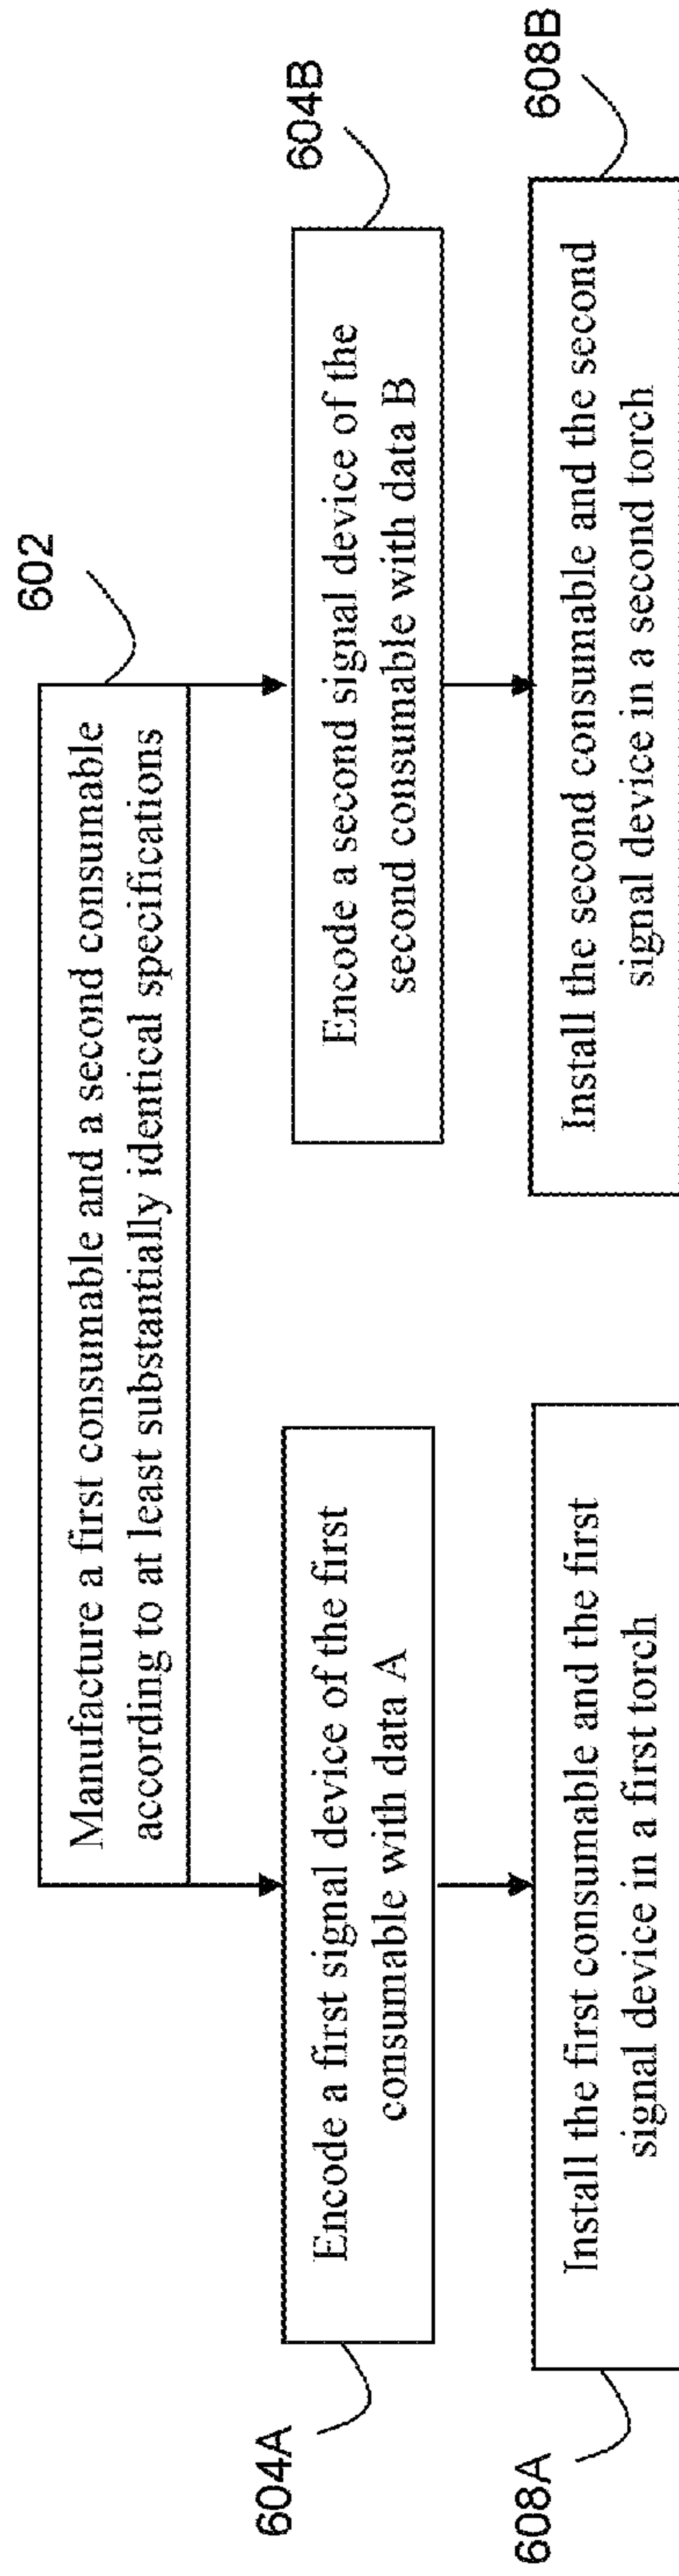 602
Manufacture a first consumable and a second consumable
according to at least substantially identical specifications
604A
Encode a first signal device of the first
consumable with data A
604B
Encode a second signal device of the
second consumable with data B
608A
Install the first consumable and the first
signal device in a first torch
608B
Install the second consumable and the second
signal device in a second torch